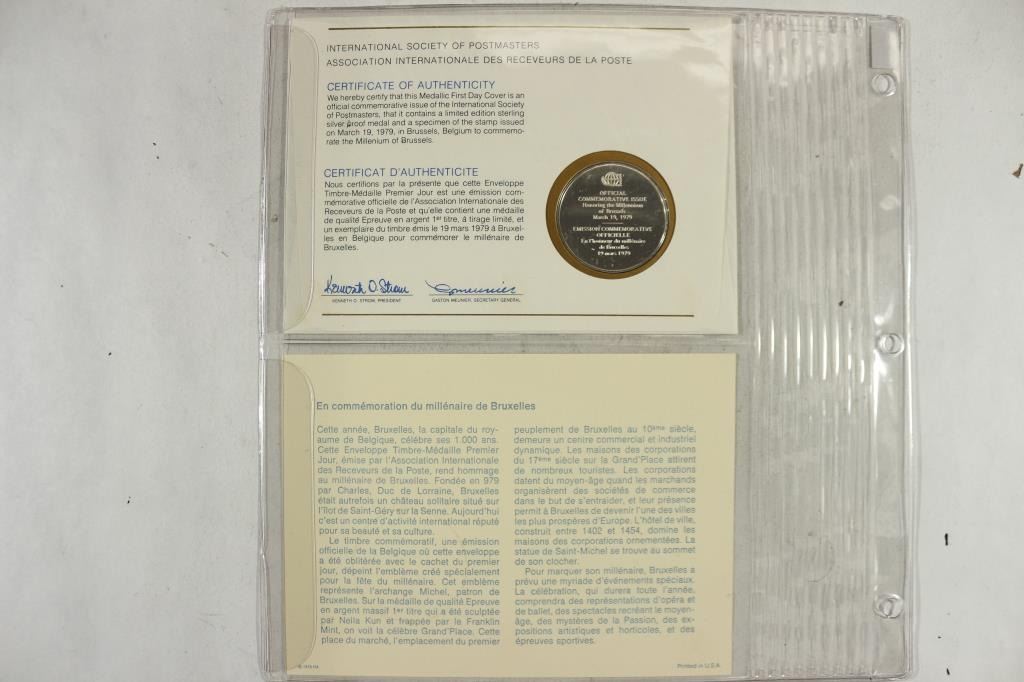 INTERNATIONAL SOCIETY OF POSTMASTERS
ASSOCIATION INTERNATIONALE DES RECEVEURS DE LA POSTE
CERTIFICATE OF AUTHENTICITY
We hereby certify that this Medallic First Day Cover is an
official commemorative issue of the International Society
of Postmasters, that it contains a limited edition sterling
silver proof medal and a specimen of the stamp issued
on March 19, 1979, in Brussels, Belgium to commemo-
rate the Millenium of Brussels.
CERTIFICAT D'AUTHENTICITE
Nous certifions par la présente que cette Enveloppe
Timbre-Médaille Premier Jour est une émission com-
mémorative officielle de l'Association Internationale des
Receveurs de la Poste et qu'elle contient une médaille
de qualité Epreuve en argent 1er titre, à tirage limité, et
un exemplaire du timbre émis le 19 mars 1979 à Bruxel-
les en Belgique pour commémorer le millénaire de
Bruxelles.
Kenneth O. Strom
KENNETH O. STROM, PRESIDENT
GASTON MEUNIER, SECRETARY GENERAL
OFFICIAL
COMMEMORATIVE ISSUE
Honoring the Millennium
of Brussels
March 19, 1979
EMISSION COMMEMORATIVE
OFFICIELLE
En l'honneur du millénaire
de Bruxelles
19 mars 1979
En commémoration du millénaire de Bruxelles
Cette année, Bruxelles, la capitale du roy-
aume de Belgique, célèbre ses 1.000 ans.
Cette Enveloppe Timbre-Médaille Premier
Jour, émise par l'Association Internationale
des Receveurs de la Poste, rend hommage
au millénaire de Bruxelles. Fondée en 979
par Charles, Duc de Lorraine, Bruxelles
était autrefois un château solitaire situé sur
l'îlot de Saint-Géry sur la Senne. Aujourd'hui
c'est un centre d'activité international réputé
pour sa beauté et sa culture.
Le timbre commémoratif, une émission
officielle de la Belgique où cette enveloppe
a été oblitérée avec le cachet du premier
jour, dépeint l'emblème créé spécialement
pour la fête du millénaire. Cet emblème
représente l'archange Michel, patron de
Bruxelles. Sur la médaille de qualité Epreuve
en argent massif 1er titre qui a été sculptée
par Neila Kun et frappée par le Franklin
Mint, on voit la célèbre Grand'Place. Cette
place du marché, l'emplacement du premier
peuplement de Bruxelles au 10ème siècle,
demeure un centre commercial et industriel
dynamique. Les maisons des corporations
du 17ème siècle sur la Grand'Place attirent
de nombreux touristes. Les corporations
datent du moyen-âge quand les marchands
organisèrent des sociétés de commerce
dans le but de s'entraider, et leur présence
permit à Bruxelles de devenir l'une des villes
les plus prospères d'Europe. L'hôtel de ville,
construit entre 1402 et 1454, domine les
maisons des corporations ornementées. La
statue de Saint-Michel se trouve au sommet
de son clocher.
Pour marquer son millénaire, Bruxelles a
prévu une myriade d'événements spéciaux.
La célébration, qui durera toute l'année,
comprendra des représentations d'opéra et
de ballet, des spectacles recréant le moyen-
âge, des mystères de la Passion, des ex-
positions artistiques et horticoles, et des
épreuves sportives.
© 1979 FM
Printed in U.S.A.